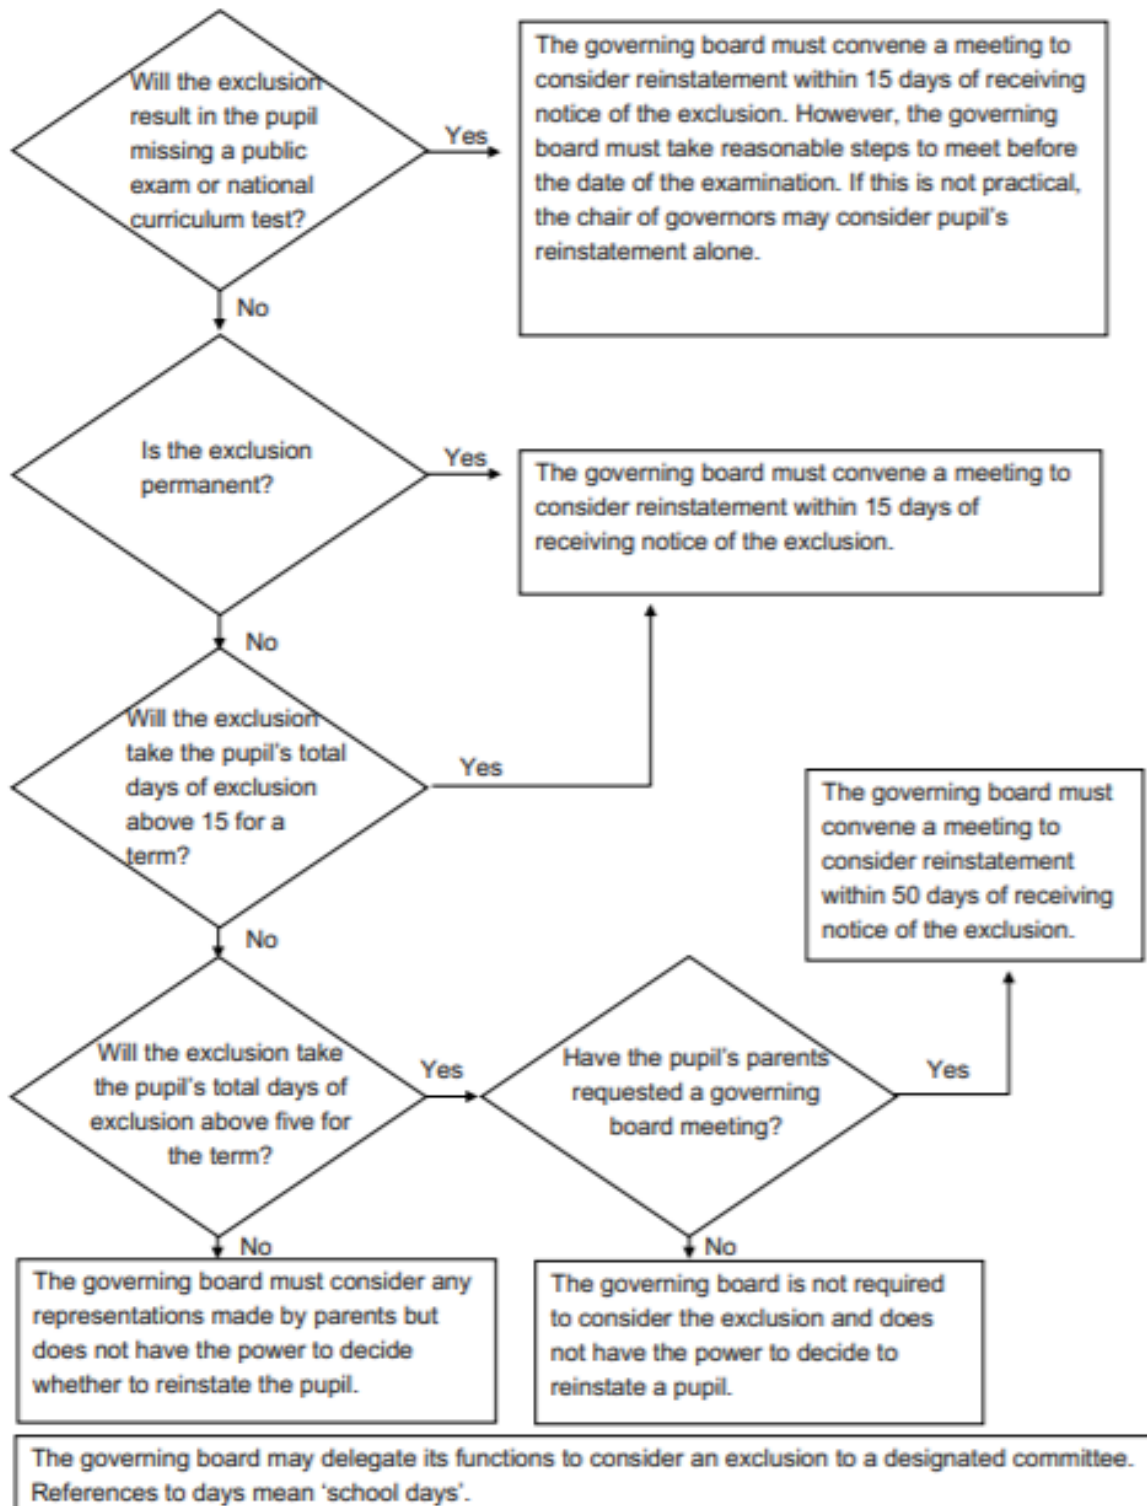 Will the exclusion
result in the pupil
missing a public
exam or national
curriculum test?
Yes
The governing board must convene a meeting to
consider reinstatement within 15 days of receiving
notice of the exclusion. However, the governing
board must take reasonable steps to meet before
the date of the examination. If this is not practical,
the chair of governors may consider pupil's
reinstatement alone.
No
Is the exclusion
permanent?
Yes
The governing board must convene a meeting to
consider reinstatement within 15 days of
receiving notice of the exclusion.
No
Will the exclusion
take the pupil's total
days of exclusion
above 15 for a
term?
Yes
The governing board must
convene a meeting to
consider reinstatement
within 50 days of receiving
notice of the exclusion.
No
Will the exclusion take
the pupil's total days of
exclusion above five for
the term?
Yes
Have the pupil's parents
requested a governing
board meeting?
Yes
No
The governing board must consider any
representations made by parents but
does not have the power to decide
whether to reinstate the pupil.
No
The governing board is not required
to consider the exclusion and does
not have the power to decide to
reinstate a pupil.
The governing board may delegate its functions to consider an exclusion to a designated committee.
References to days mean 'school days'.